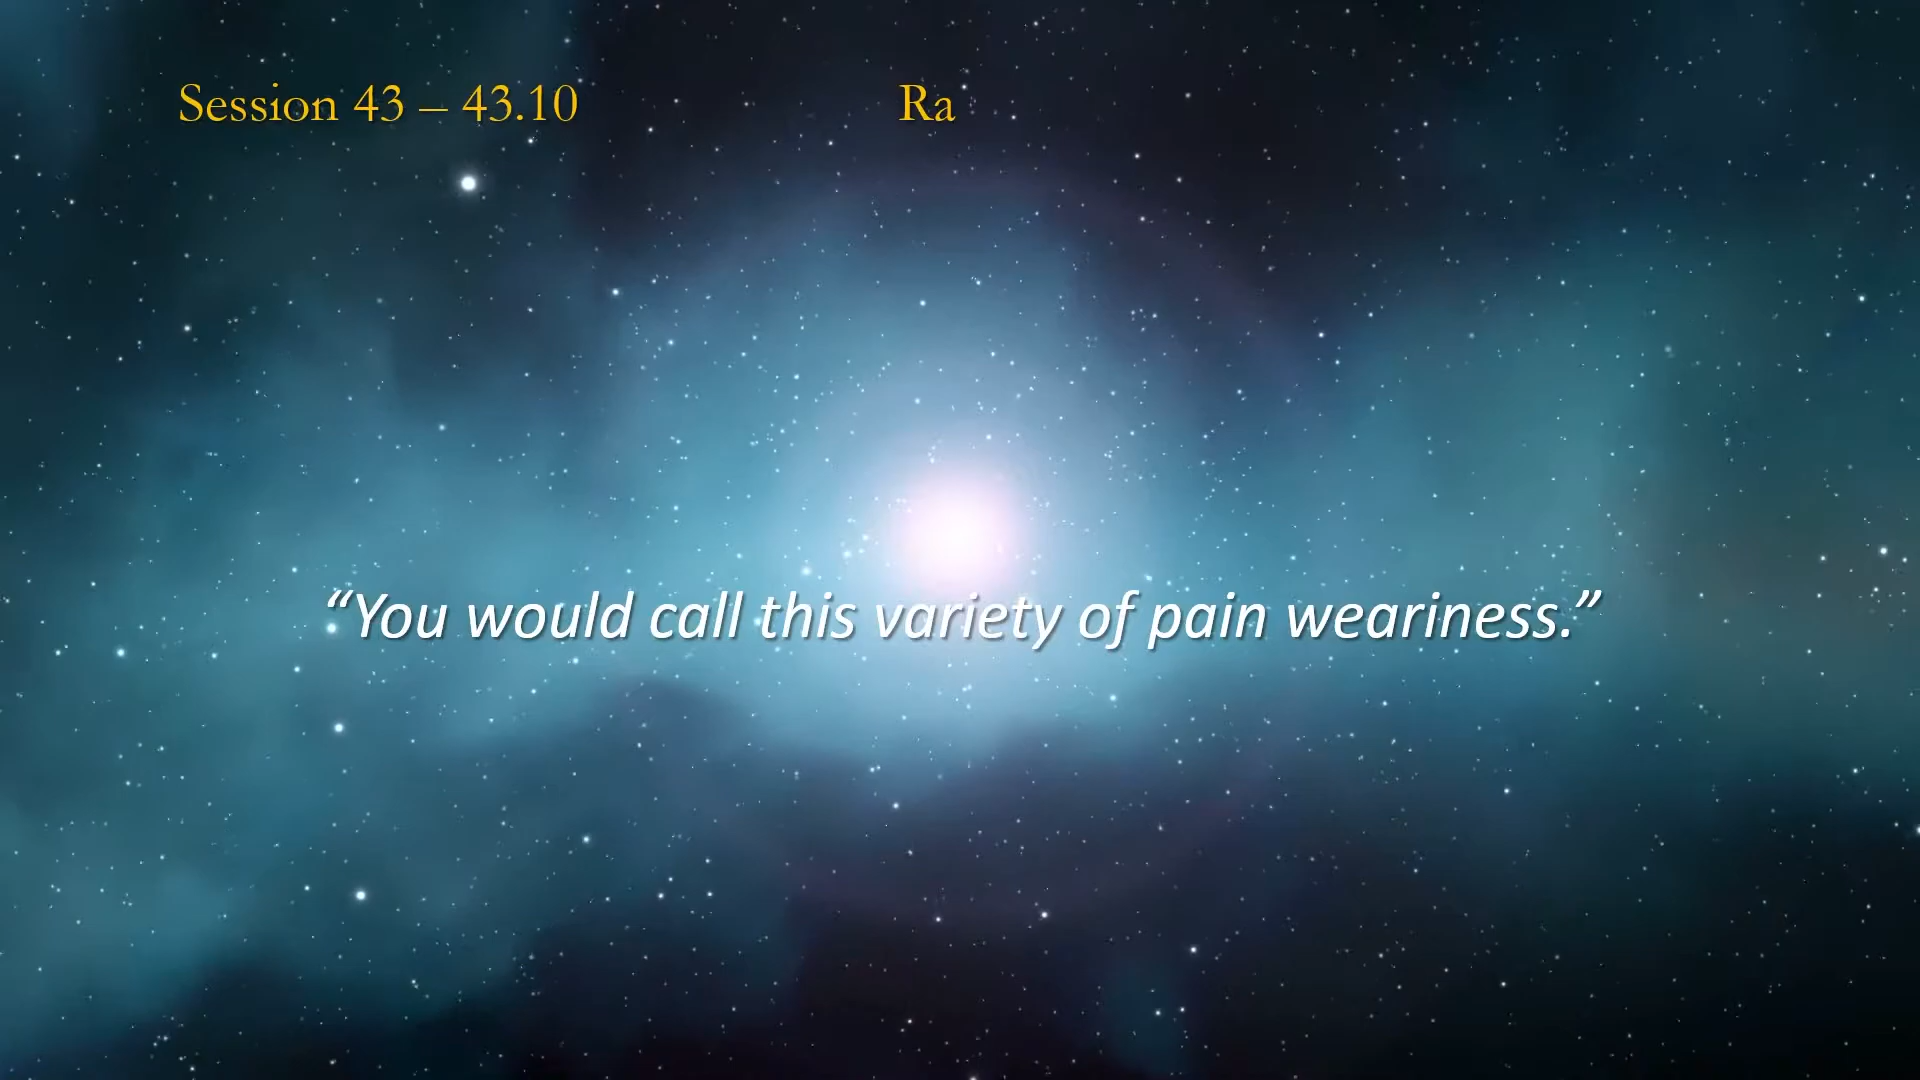 Session 43 – 43.10 Ra
“You would call this variety of pain weariness.”